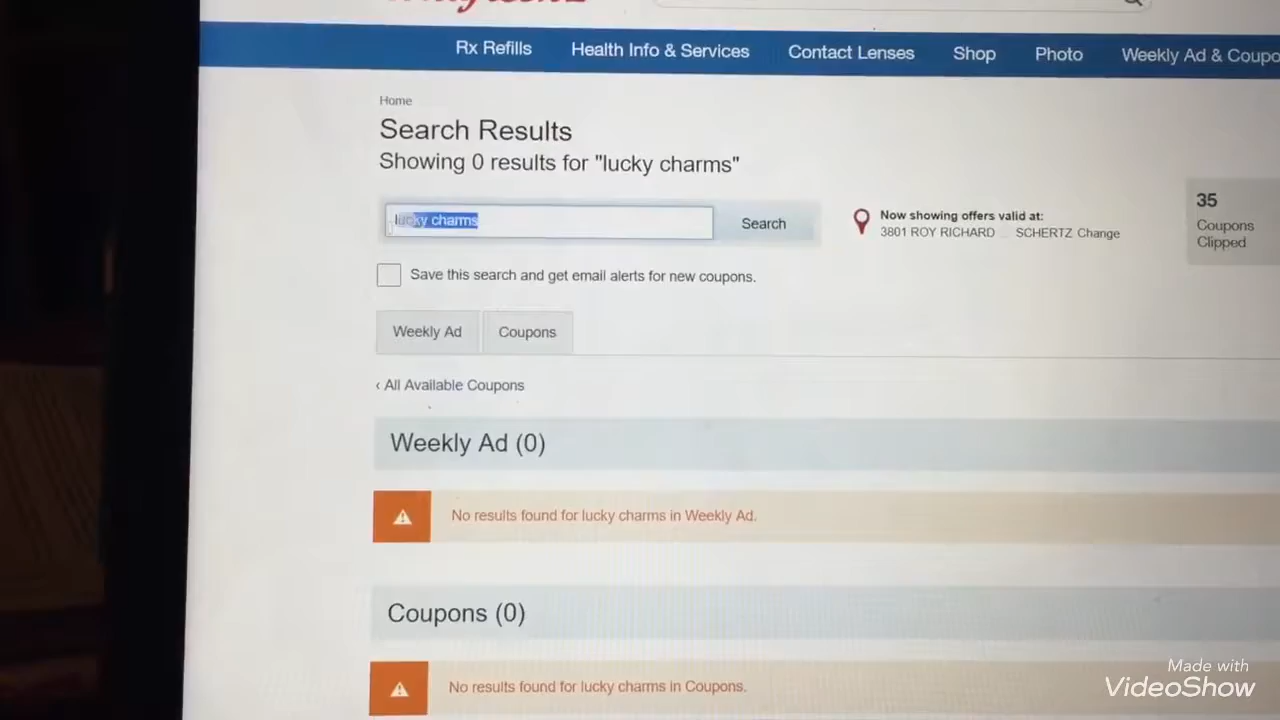 Rx Refills Health Info & Services Contact Lenses Shop Photo Weekly Ad & Coupo
Home
Search Results
Showing 0 results for "lucky charms"
lucky charms
Search
Now showing offers valid at:
3801 ROY RICHARD SCHERTZ Change
35
Coupons
Clipped
Save this search and get email alerts for new coupons.
Weekly Ad Coupons
‹ All Available Coupons
Weekly Ad (0)
No results found for lucky charms in Weekly Ad.
Coupons (0)
No results found for lucky charms in Coupons.
Made with
VideoShow